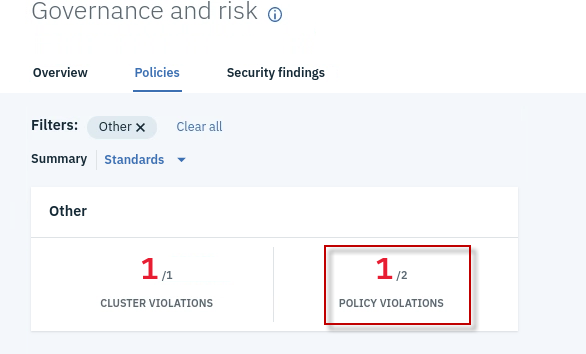 Governance and risk
Overview Policies Security findings
Filters: Other × Clear all
Summary Standards
Other
1 /1 1 /2
CLUSTER VIOLATIONS POLICY VIOLATIONS